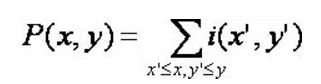 P(x, y) = ∑ i(x', y')
x'≤x, y'≤y